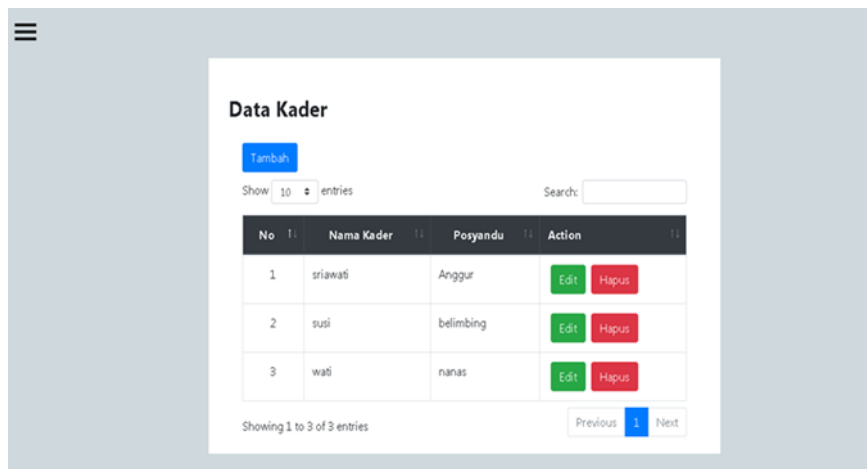 Data Kader
Tambah
Show 10 entries Search:
No Nama Kader Posyandu Action
1 sriawati Anggur Edit Hapus
2 susi belimbing Edit Hapus
3 wati nanas Edit Hapus
Showing 1 to 3 of 3 entries Previous 1 Next